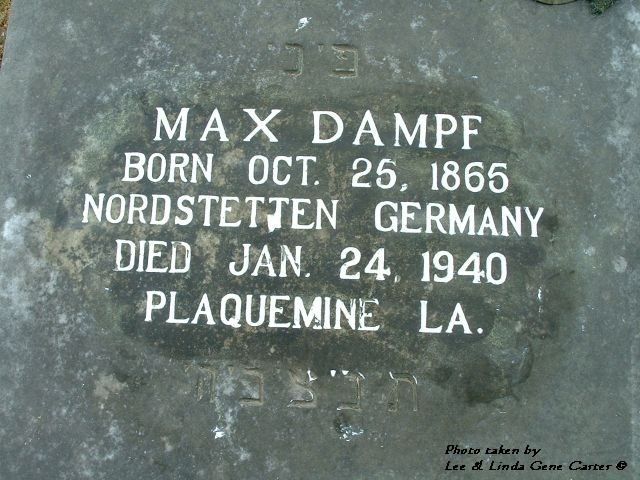 פ'נ'
MAX DAMPF
BORN OCT. 25, 1865
NORDSTETTEN GERMANY
DIED JAN. 24, 1940
PLAQUEMINE LA.
Photo taken by
Lee & Linda Gene Carter ©